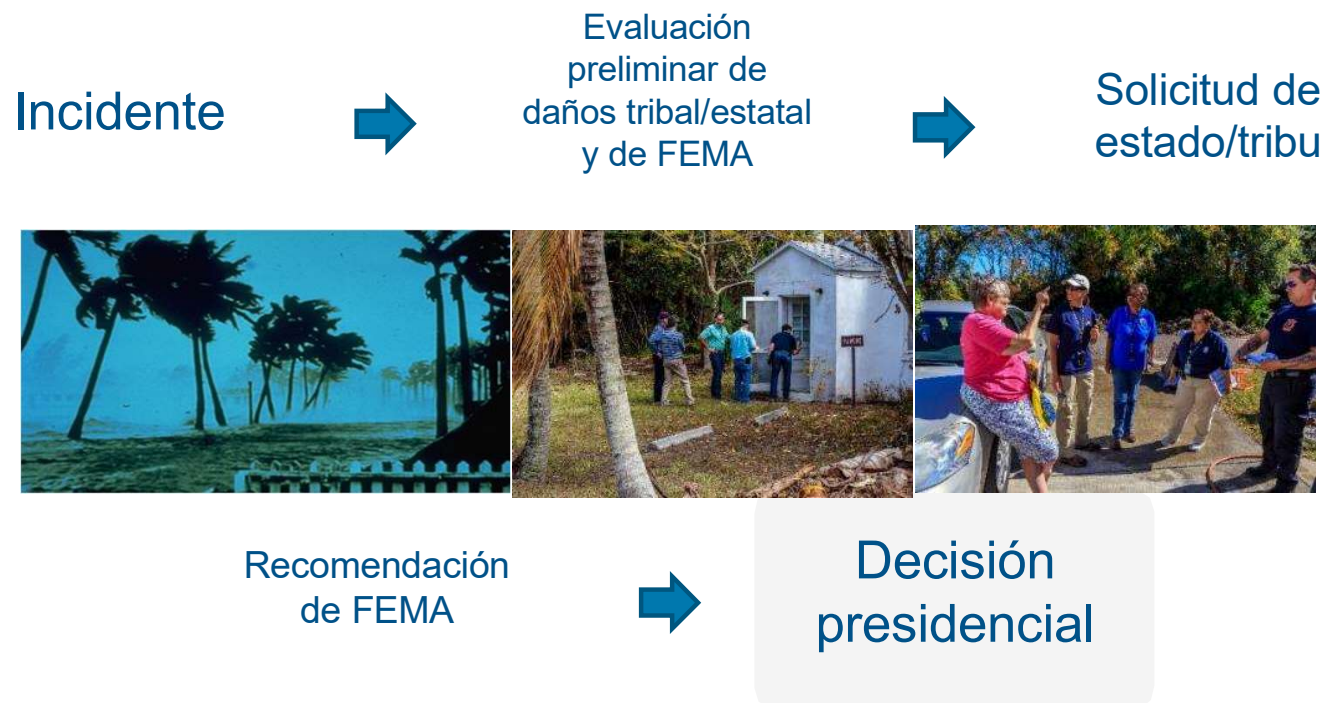 Incidente
Evaluación
preliminar de
daños tribal/estatal
y de FEMA
Solicitud de
estado/tribu
Recomendación
de FEMA
Decisión
presidencial